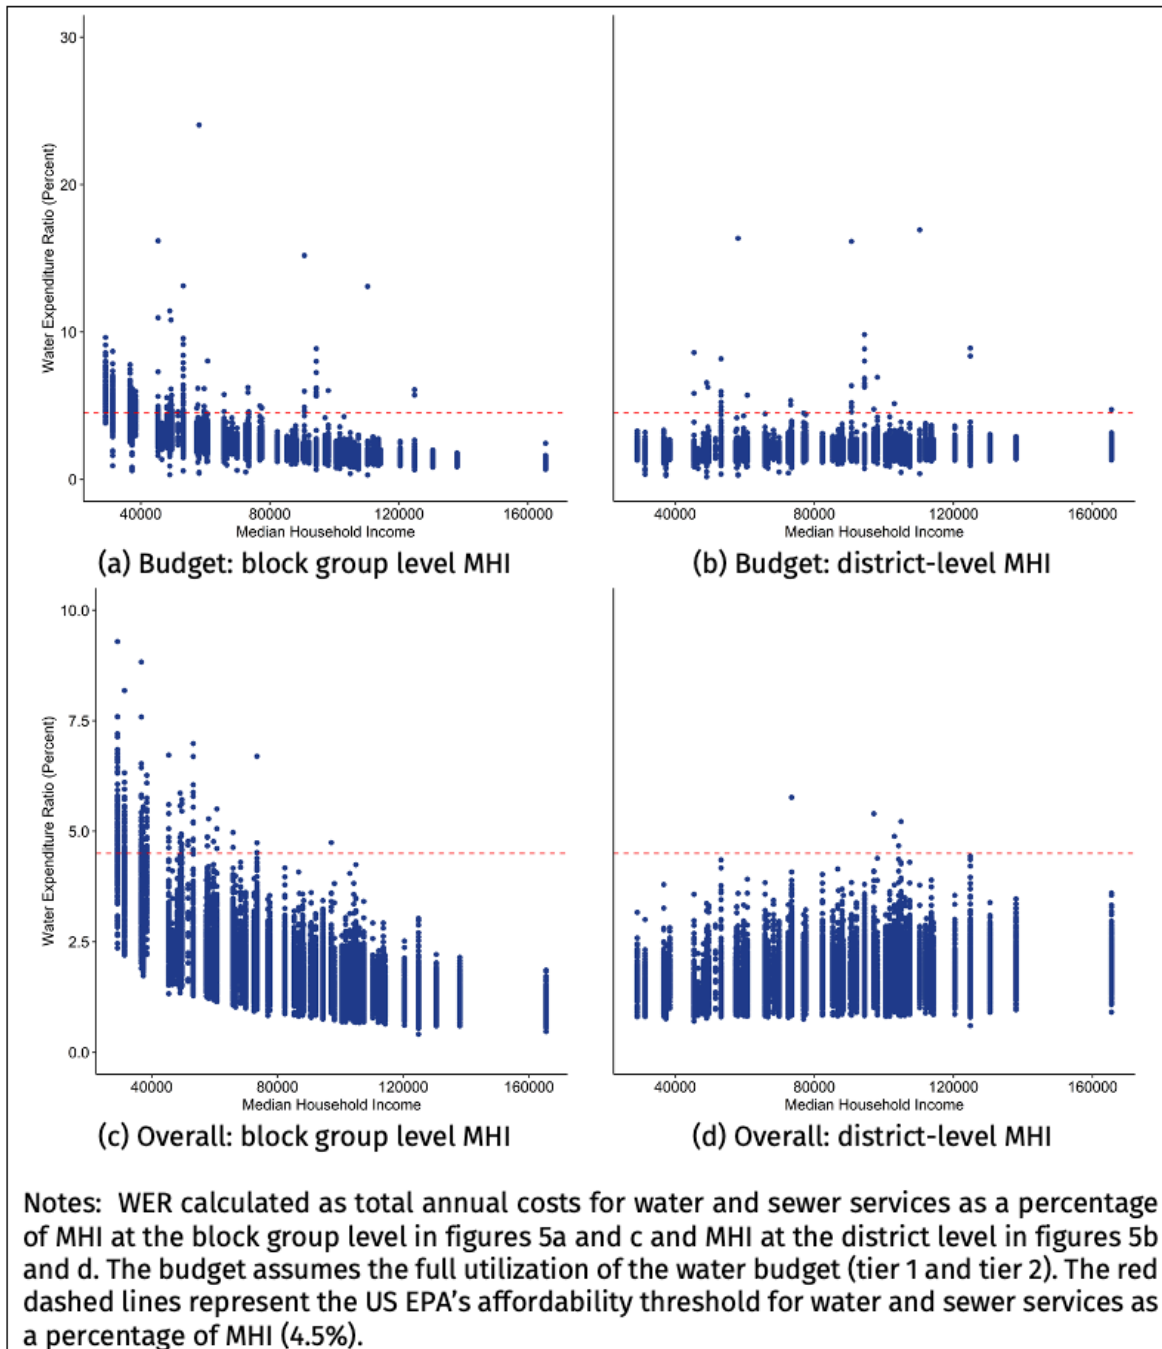 30
20
10
0
Water Expenditure Ratio (Percent)
40000 80000 120000 160000
Median Household Income
40000 80000 120000 160000
Median Household Income
(a) Budget: block group level MHI
(b) Budget: district-level MHI
10.0
7.5
5.0
2.5
0.0
Water Expenditure Ratio (Percent)
40000 80000 120000 160000
Median Household Income
40000 80000 120000 160000
Median Household Income
(c) Overall: block group level MHI
(d) Overall: district-level MHI
Notes: WER calculated as total annual costs for water and sewer services as a percentage
of MHI at the block group level in figures 5a and c and MHI at the district level in figures 5b
and d. The budget assumes the full utilization of the water budget (tier 1 and tier 2). The red
dashed lines represent the US EPA's affordability threshold for water and sewer services as
a percentage of MHI (4.5%).